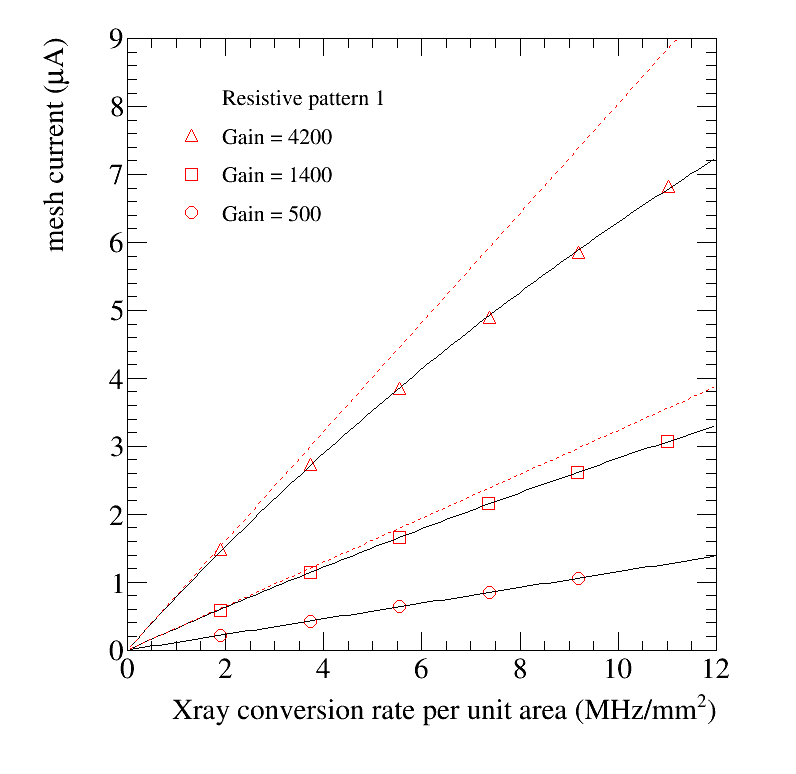 mesh current (μA)
9
8
7
6
5
4
3
2
1
0
Resistive pattern 1
Gain = 4200
Gain = 1400
Gain = 500
0 2 4 6 8 10 12
Xray conversion rate per unit area (MHz/mm²)